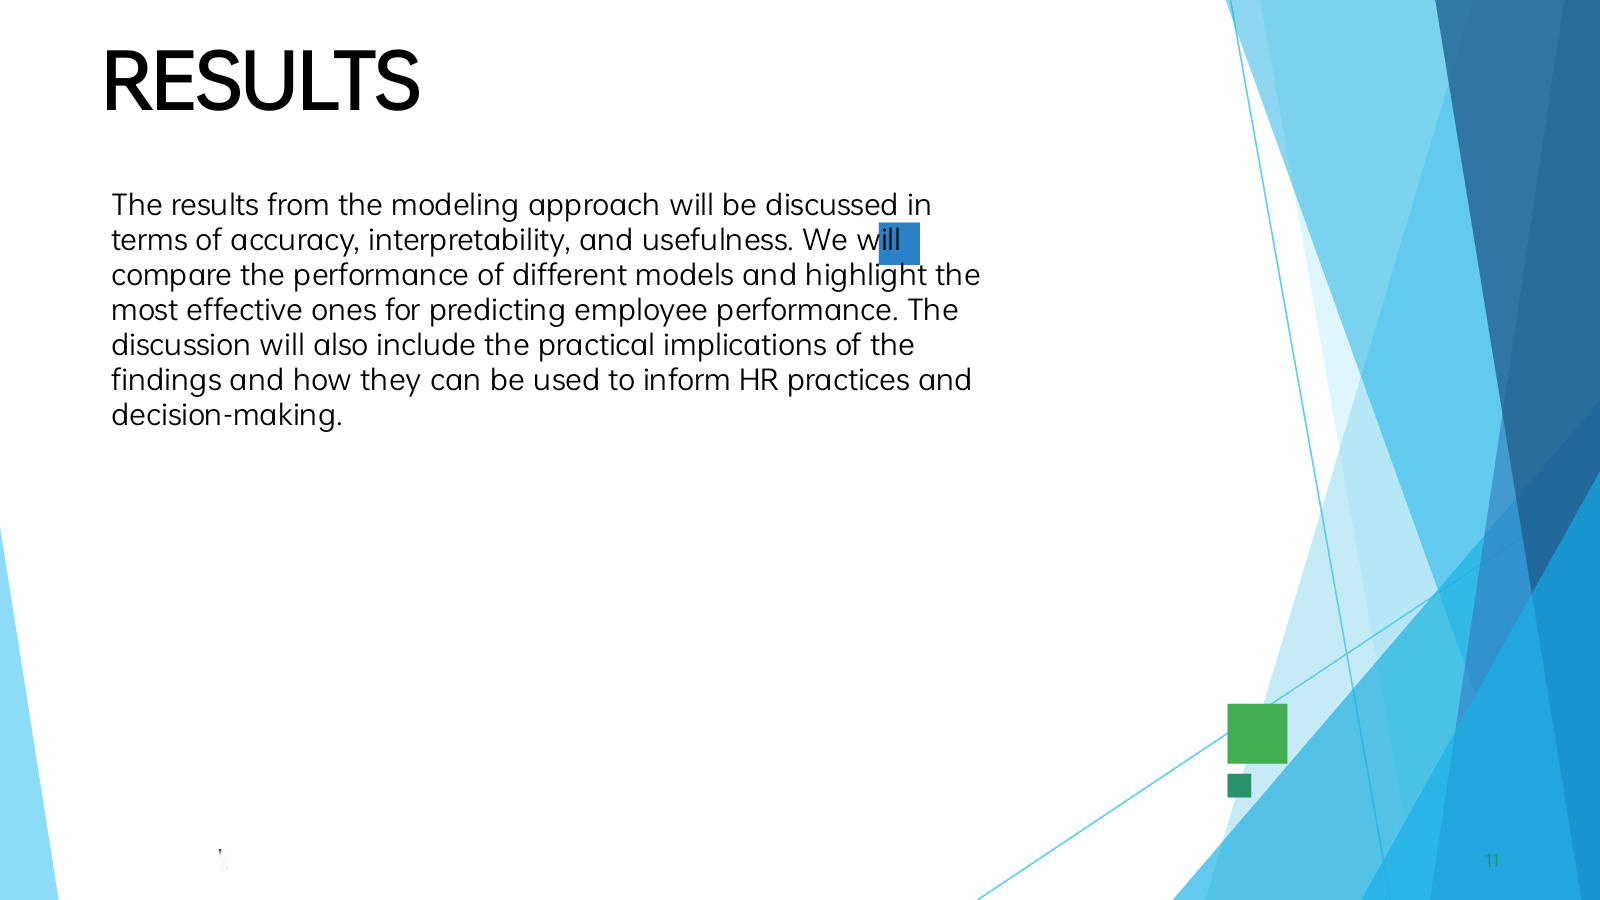 RESULTS
The results from the modeling approach will be discussed in
terms of accuracy, interpretability, and usefulness. We will
compare the performance of different models and highlight the
most effective ones for predicting employee performance. The
discussion will also include the practical implications of the
findings and how they can be used to inform HR practices and
decision-making.
11